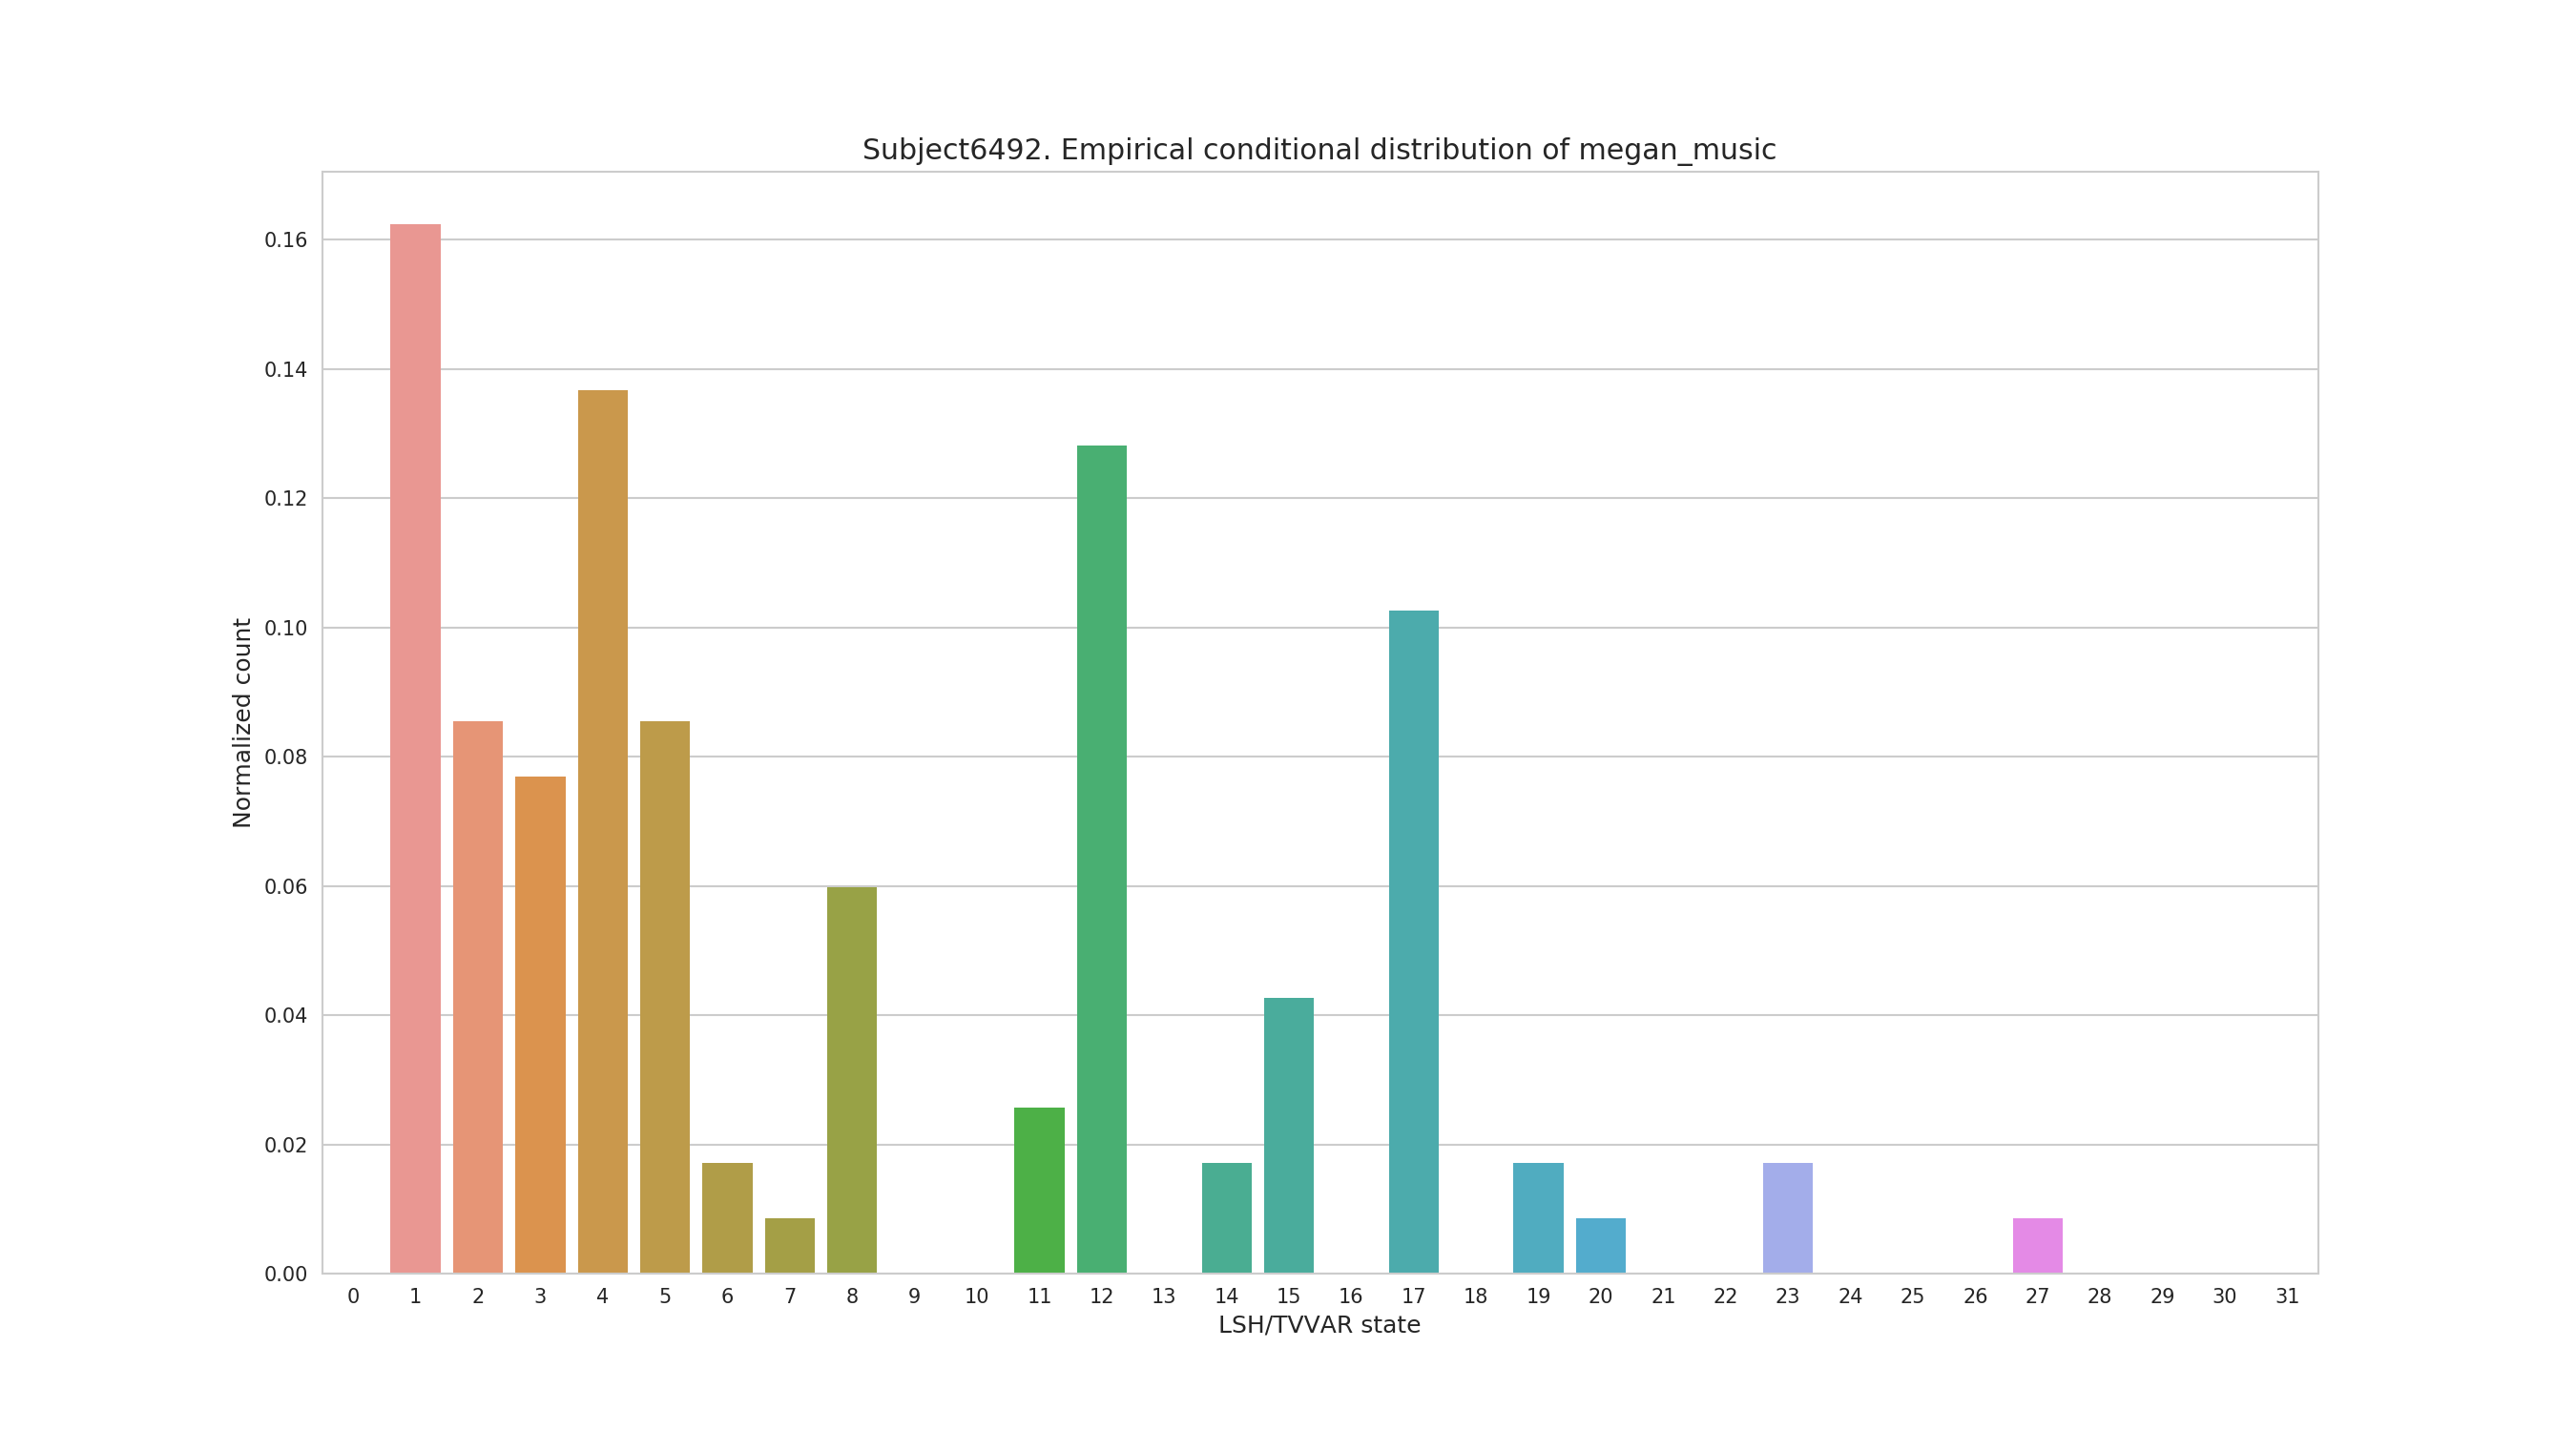 Subject6492. Empirical conditional distribution of megan_music
Normalized count
0.16
0.14
0.12
0.10
0.08
0.06
0.04
0.02
0.00
0 1 2 3 4 5 6 7 8 9 10 11 12 13 14 15 16 17 18 19 20 21 22 23 24 25 26 27 28 29 30 31
LSH/TVVAR state